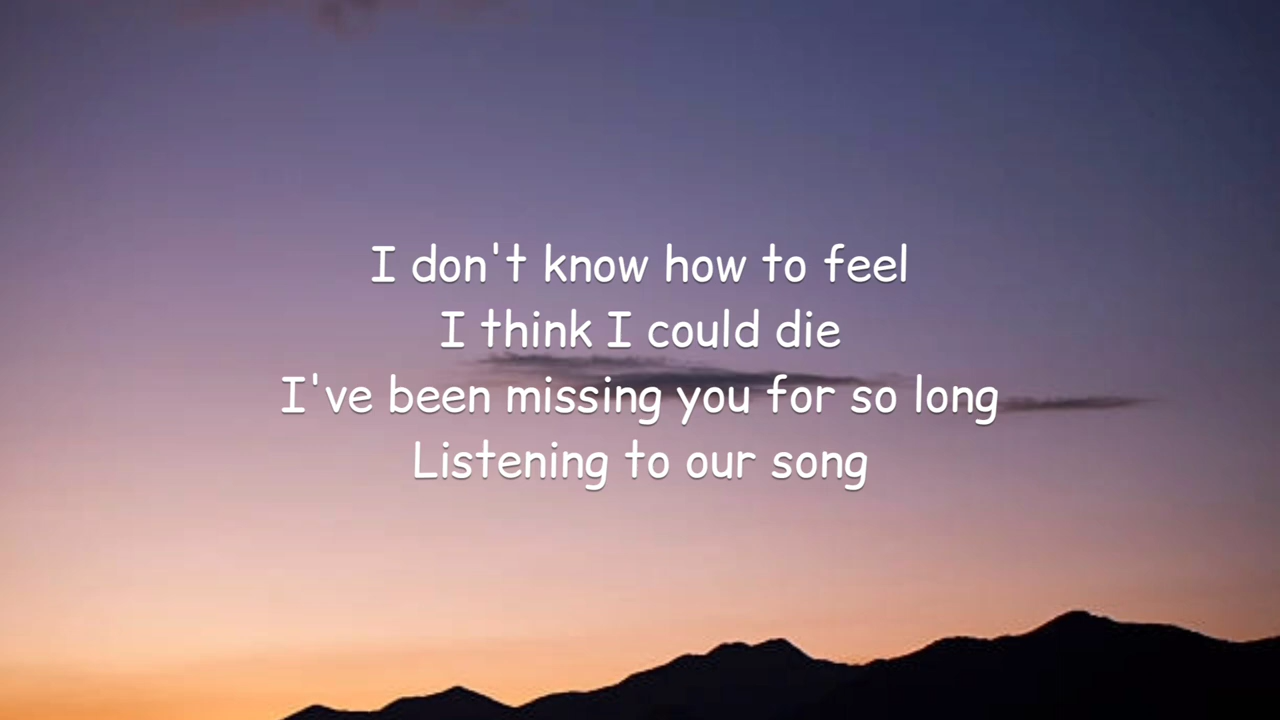 I don't know how to feel
I think I could die
I've been missing you for so long
Listening to our song